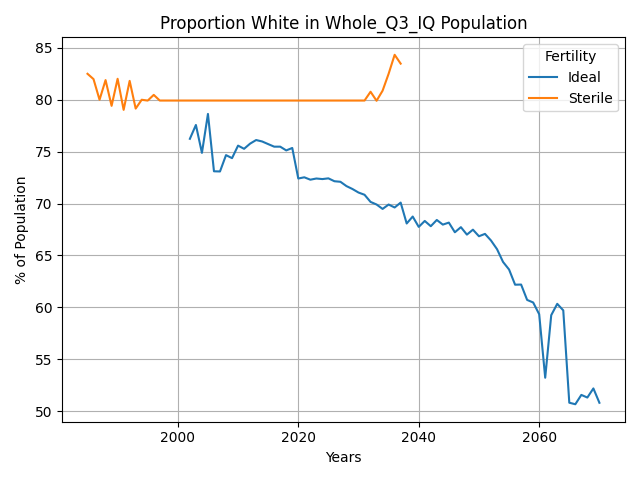 Proportion White in Whole_Q3_IQ Population
Fertility
Ideal
Sterile
% of Population
85
80
75
70
65
60
55
50
2000 2020 2040 2060
Years